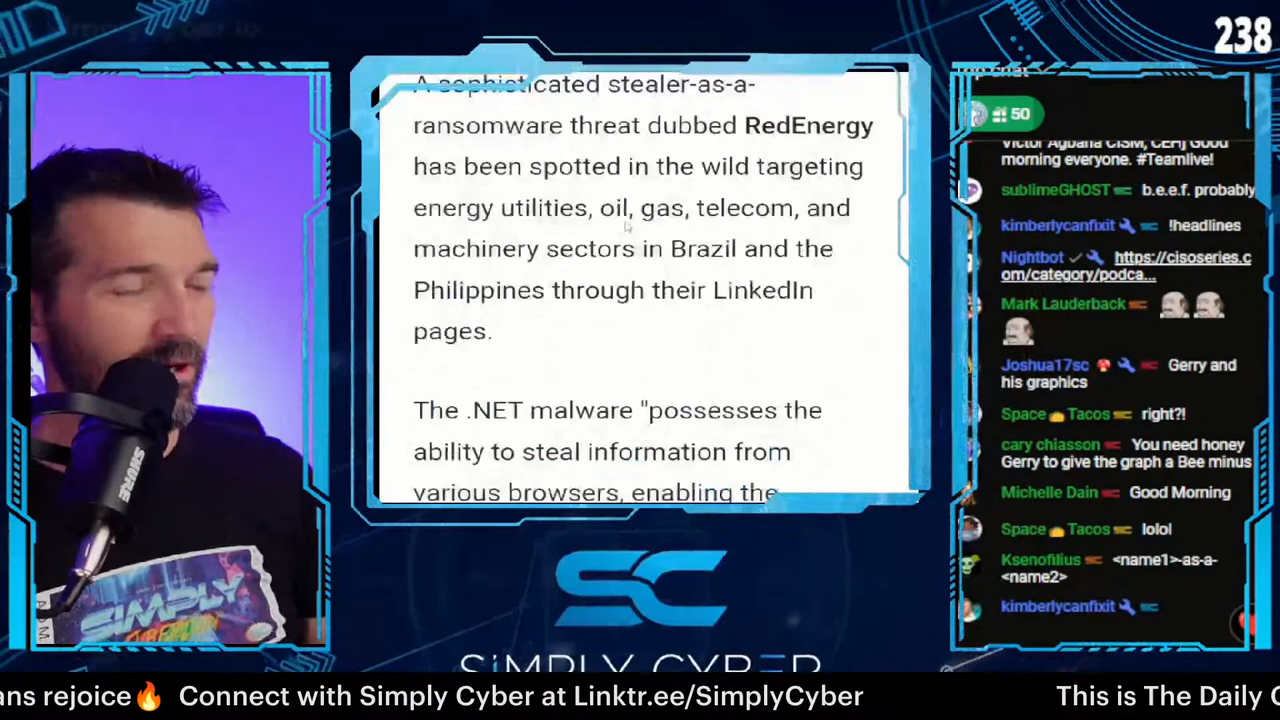 238
A sophisticated stealer-as-a-
ransomware threat dubbed RedEnergy
has been spotted in the wild targeting
energy utilities, oil, gas, telecom, and
machinery sectors in Brazil and the
Philippines through their LinkedIn
pages.
The .NET malware "possesses the
ability to steal information from
various browsers, enabling the
50
Victor Agbana CISM, CEH] Good
morning everyone. #Teamlive!
sublimeGHOST b.e.e.f. probably
kimberlycanfixit !headlines
Nightbot https://cisoseries.c
om/category/podca...
Mark Lauderback
Joshua17sc Gerry and
his graphics
Space Tacos right?!
cary chiasson You need honey
Gerry to give the graph a Bee minus
Michelle Dain Good Morning
Space Tacos lolol
Ksenofilius <name1>-as-a-
<name2>
kimberlycanfixit
SHURE
SIMPLY
SC
SIMPLY CYBER
ans rejoice🔥 Connect with Simply Cyber at Linktr.ee/SimplyCyber
This is The Daily C